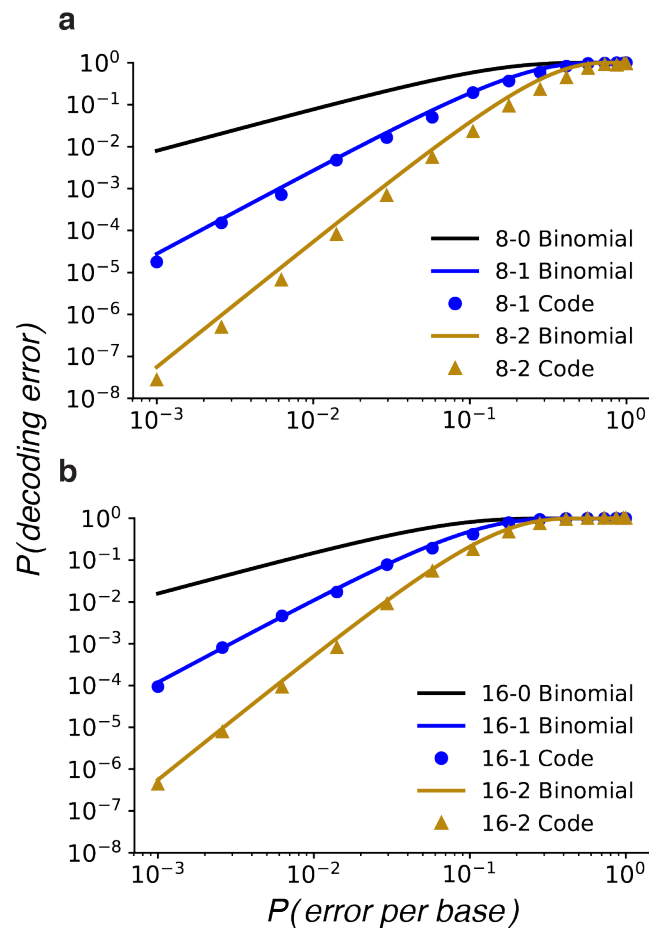 a
10^0
10^-1
10^-2
10^-3
10^-4
10^-5
10^-6
10^-7
10^-8
8-0 Binomial
8-1 Binomial
8-1 Code
8-2 Binomial
8-2 Code
10^-3
10^-2
10^-1
10^0
P(decoding error)
b
10^0
10^-1
10^-2
10^-3
10^-4
10^-5
10^-6
10^-7
10^-8
16-0 Binomial
16-1 Binomial
16-1 Code
16-2 Binomial
16-2 Code
10^-3
10^-2
10^-1
10^0
P(error per base)